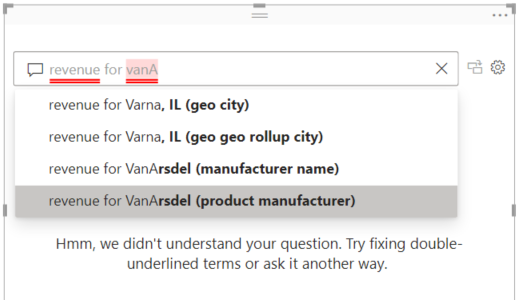 revenue for vanA
revenue for Varna, IL (geo city)
revenue for Varna, IL (geo geo rollup city)
revenue for VanArsdel (manufacturer name)
revenue for VanArsdel (product manufacturer)
Hmm, we didn't understand your question. Try fixing double-
underlined terms or ask it another way.